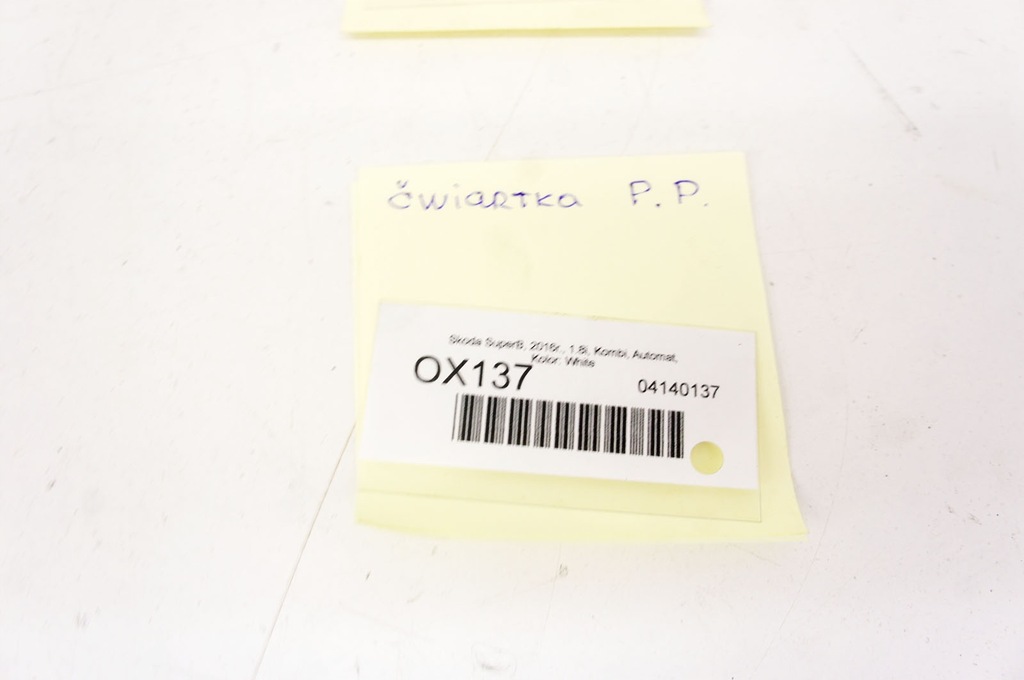 ćwiartka P. P.
Skoda SuperB, 2016r., 1.8i, Kombi, Automat,
Kolor: White
OX137
04140137